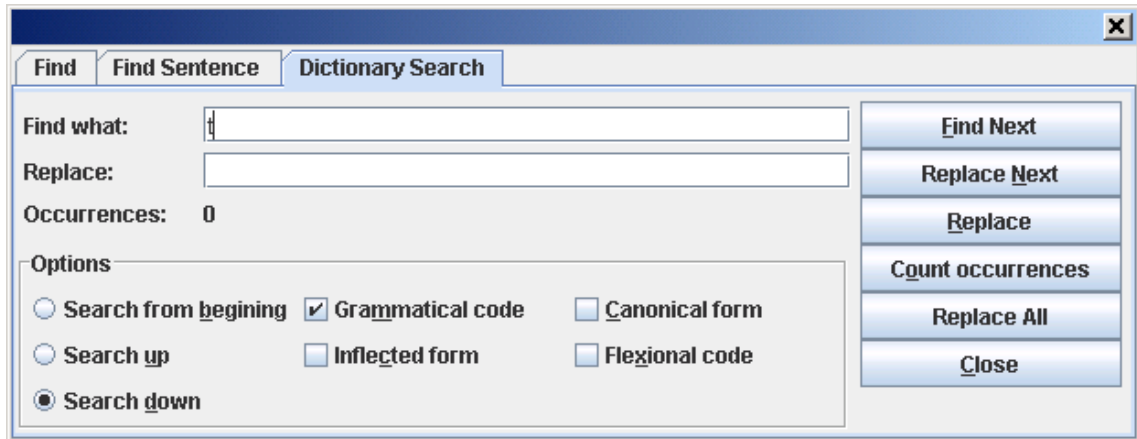 Find Find Sentence Dictionary Search
Find what: t
Find Next
Replace:
Replace Next
Occurrences: 0
Replace
Options
Count occurrences
Search from begining Grammatical code Canonical form
Replace All
Search up Inflected form Flexional code
Close
Search down